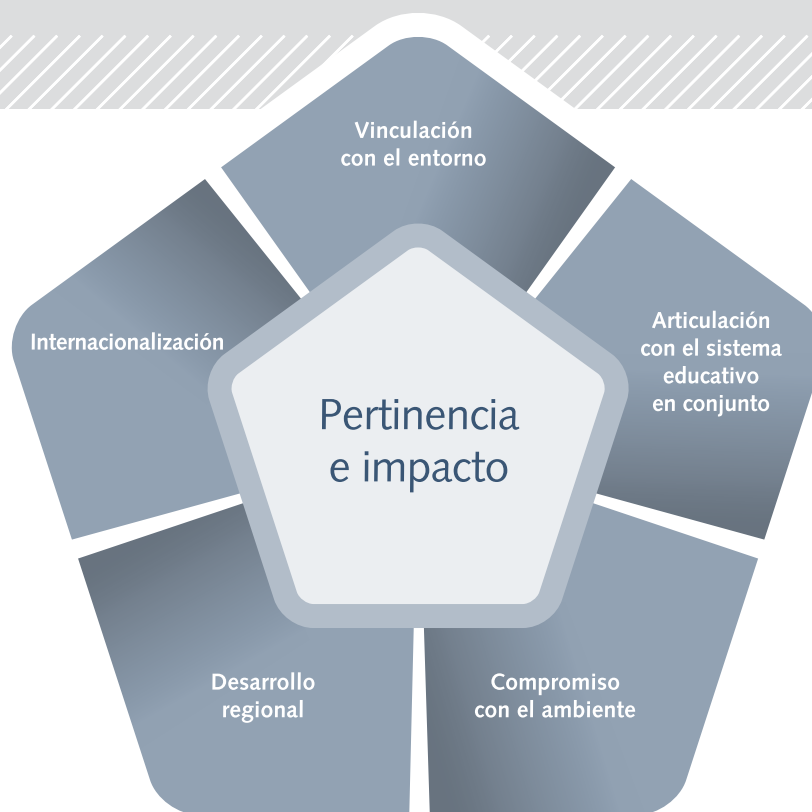 Vinculación
con el entorno
Internacionalización
Articulación
con el sistema
educativo
en conjunto
Pertinencia
e impacto
Desarrollo
regional
Compromiso
con el ambiente